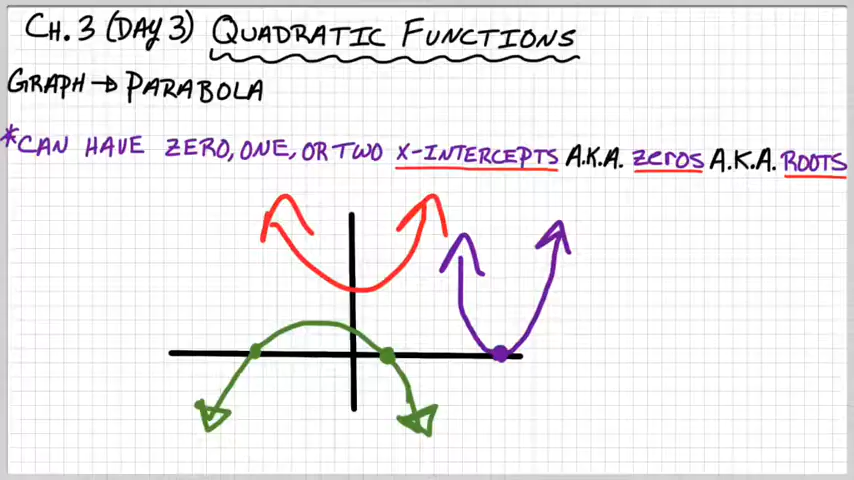 CH. 3 (DAY 3) QUADRATIC FUNCTIONS
GRAPH → PARABOLA
*CAN HAVE ZERO, ONE, OR TWO X-INTERCEPTS A.K.A. zeros A.K.A. ROOTS